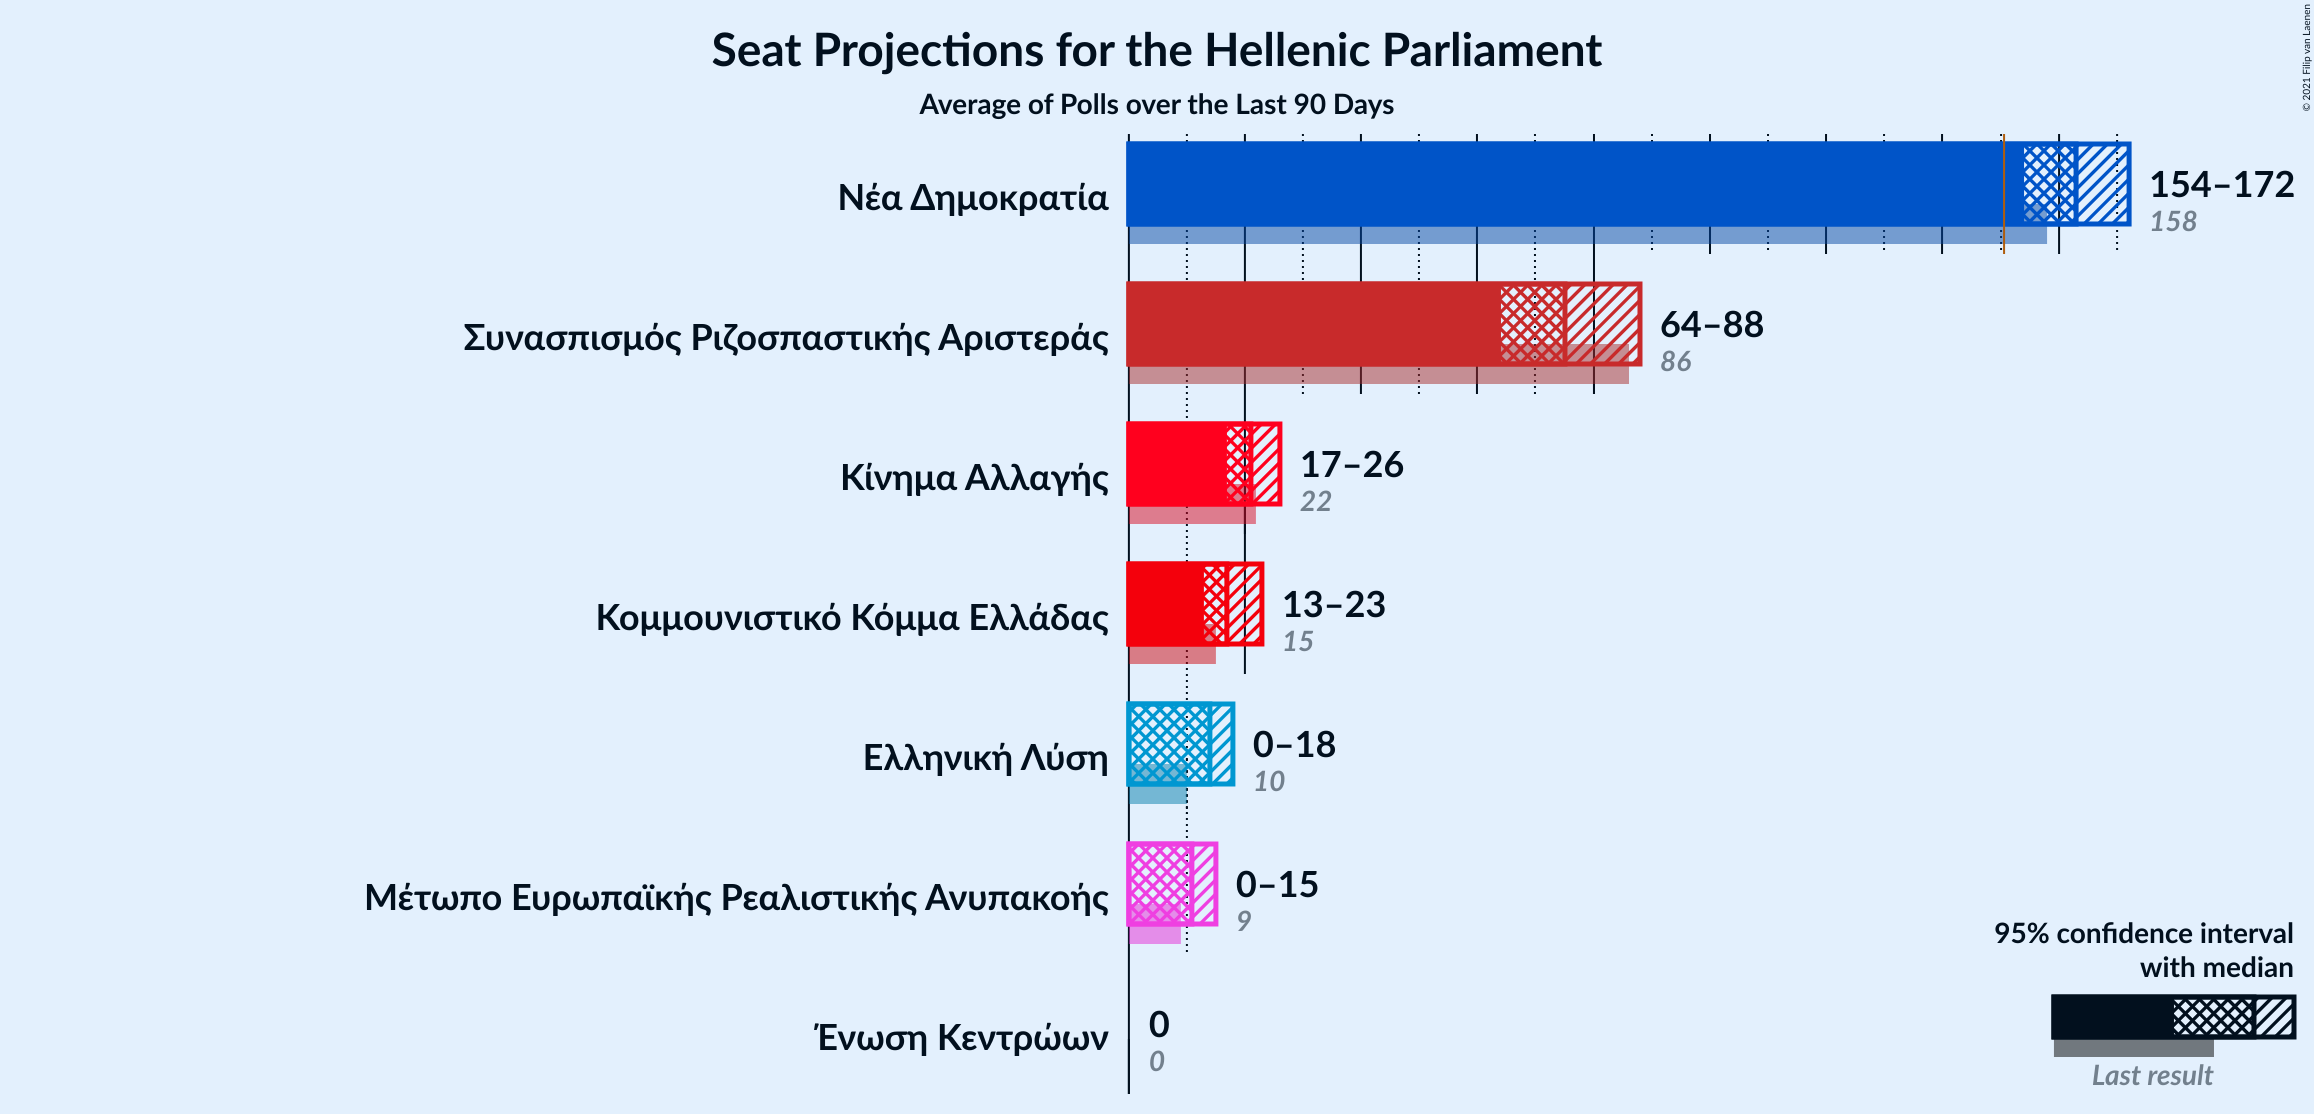 Seat Projections for the Hellenic Parliament
Average of Polls over the Last 90 Days
© 2021 Filip van Laenen
Νέα Δημοκρατία
154–172
158
Συνασπισμός Ριζοσπαστικής Αριστεράς
64–88
86
Κίνημα Αλλαγής
17–26
22
Κομμουνιστικό Κόμμα Ελλάδας
13–23
15
Ελληνική Λύση
0–18
10
Μέτωπο Ευρωπαϊκής Ρεαλιστικής Ανυπακοής
0–15
9
Ένωση Κεντρώων
0
0
95% confidence interval
with median
Last result